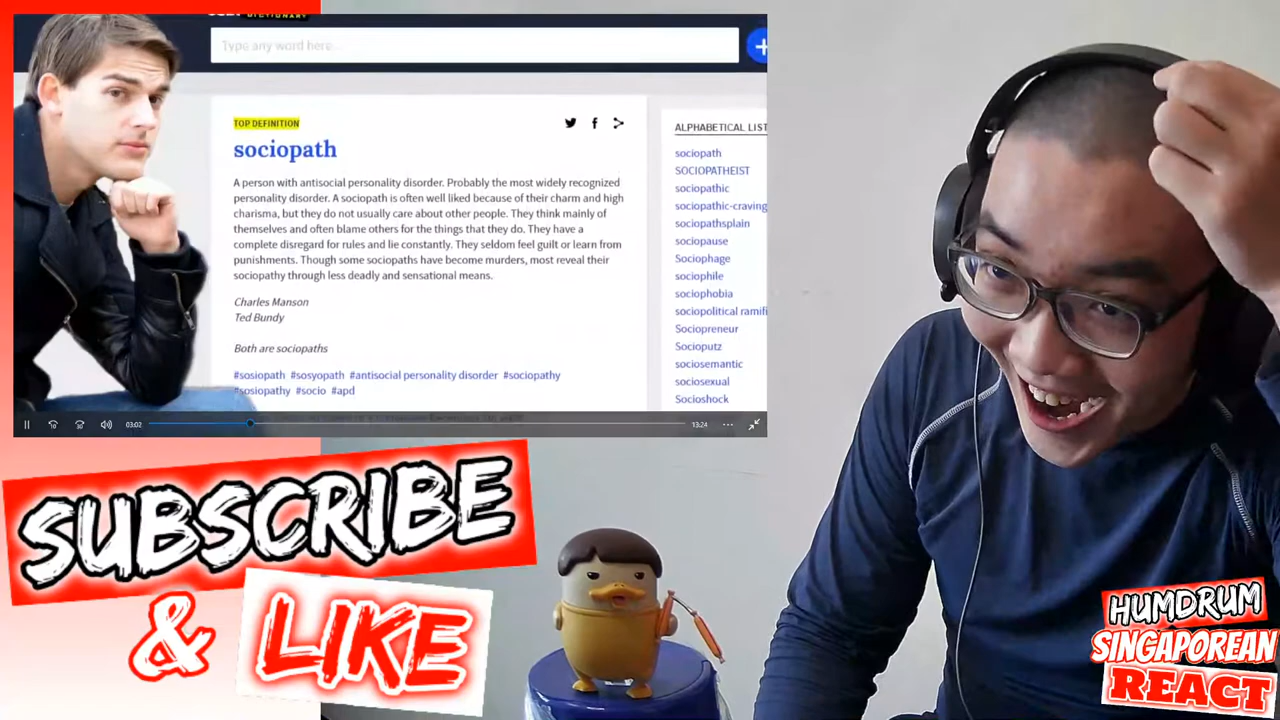 DICTIONARY
Type any word here...
TOP DEFINITION
sociopath
A person with antisocial personality disorder. Probably the most widely recognized
personality disorder. A sociopath is often well liked because of their charm and high
charisma, but they do not usually care about other people. They think mainly of
themselves and often blame others for the things that they do. They have a
complete disregard for rules and lie constantly. They seldom feel guilt or learn from
punishments. Though some sociopaths have become murders, most reveal their
sociopathy through less deadly and sensational means.
Charles Manson
Ted Bundy
Both are sociopaths
#sosiopath #sosyopath #antisocial personality disorder #sociopathy
#sosiopathy #socio #apd
ALPHABETICAL LIST
sociopath
SOCIOPATHEIST
sociopathic
sociopathic-craving
sociopathsplain
sociopause
Sociophage
sociophile
sociophobia
sociopolitical ramifi
Sociopreneur
Socioputz
sociosemantic
sociosexual
Socioshock
10
30
03:02
13:24
SUBSCRIBE
& LIKE
HUMDRUM
SINGAPOREAN
REACT